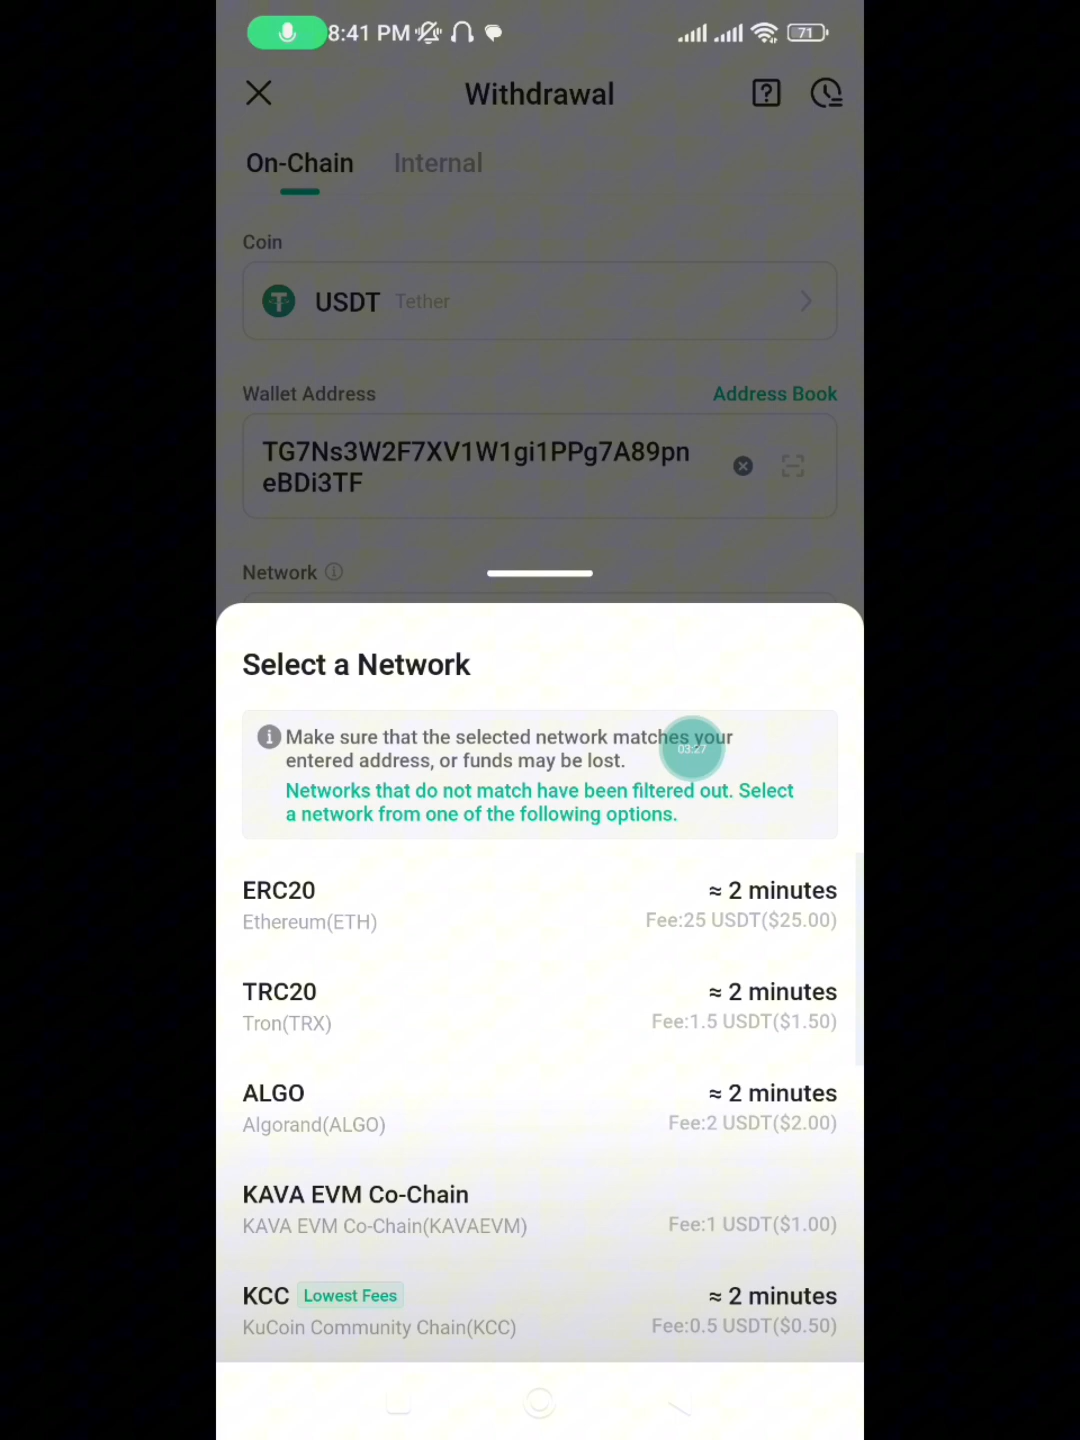 8:41 PM
71
Withdrawal
On-Chain Internal
Coin
USDT Tether
Wallet Address Address Book
TG7Ns3W2F7XV1W1gi1PPg7A89pn
eBDi3TF
Network
Select a Network
Make sure that the selected network matches your
entered address, or funds may be lost.
03:27
Networks that do not match have been filtered out. Select
a network from one of the following options.
ERC20 ≈ 2 minutes
Ethereum(ETH) Fee:25 USDT($25.00)
TRC20 ≈ 2 minutes
Tron(TRX) Fee:1.5 USDT($1.50)
ALGO ≈ 2 minutes
Algorand(ALGO) Fee:2 USDT($2.00)
KAVA EVM Co-Chain
KAVA EVM Co-Chain(KAVAEVM) Fee:1 USDT($1.00)
KCC Lowest Fees ≈ 2 minutes
KuCoin Community Chain(KCC) Fee:0.5 USDT($0.50)